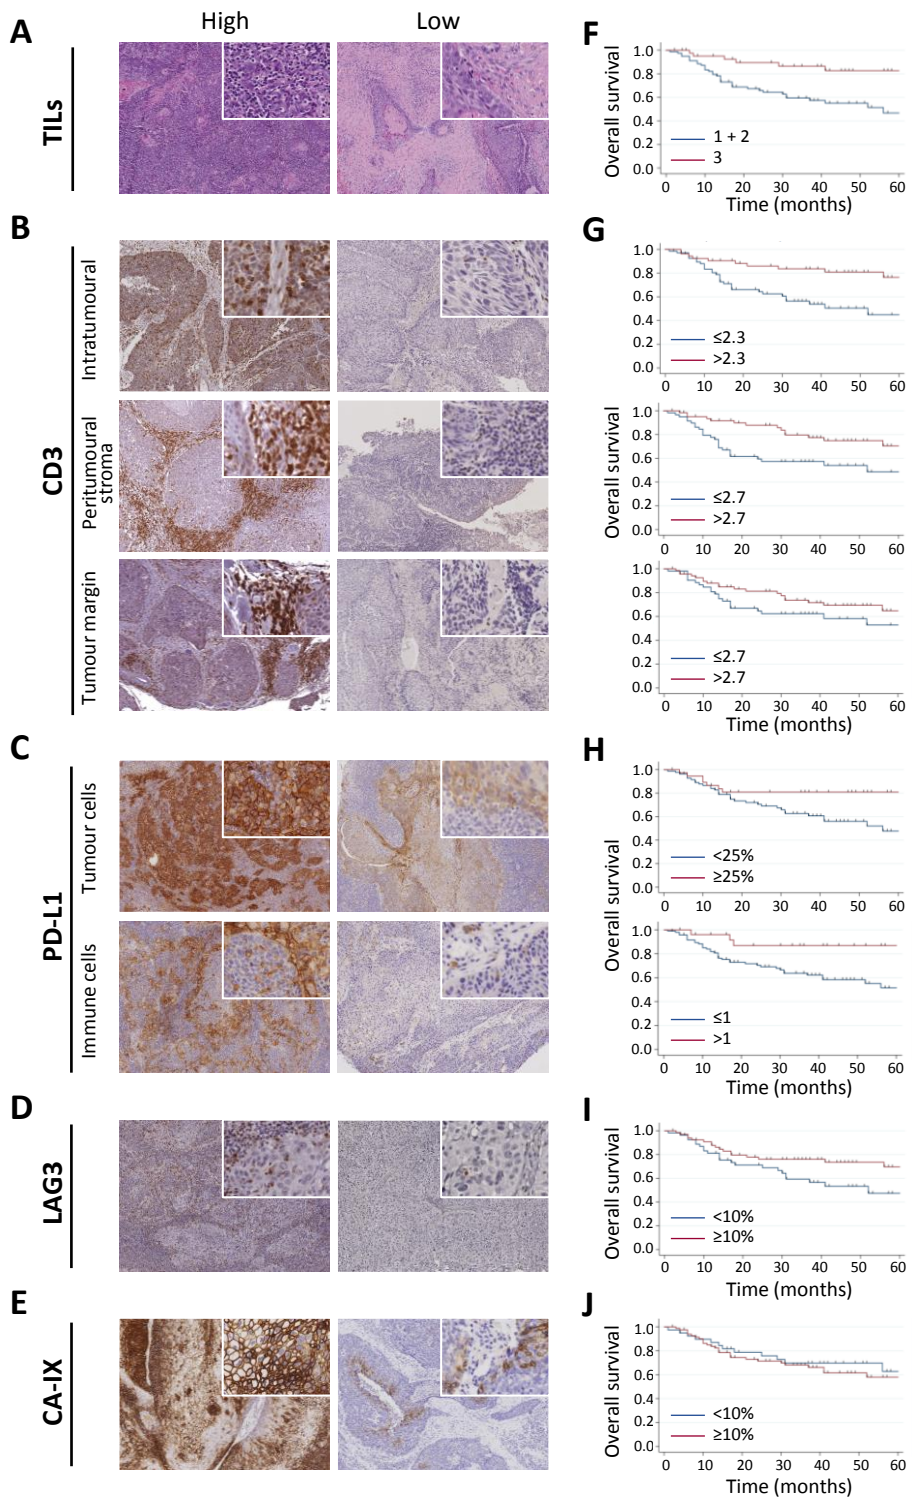 High
Low
A
TILs
B
CD3
Intratumoural
Peritumoural
stroma
Tumour margin
C
PD-L1
Tumour cells
Immune cells
D
LAG3
E
CA-IX
F
Overall survival
1.0
0.8
0.6
0.4
0.2
0.0
1 + 2
3
0 10 20 30 40 50 60
Time (months)
G
Overall survival
1.0
0.8
0.6
0.4
0.2
0.0
≤2.3
>2.3
0 10 20 30 40 50 60
1.0
0.8
0.6
0.4
0.2
0.0
≤2.7
>2.7
0 10 20 30 40 50 60
1.0
0.8
0.6
0.4
0.2
0.0
≤2.7
>2.7
0 10 20 30 40 50 60
Time (months)
H
Overall survival
1.0
0.8
0.6
0.4
0.2
0.0
<25%
≥25%
0 10 20 30 40 50 60
1.0
0.8
0.6
0.4
0.2
0.0
≤1
>1
0 10 20 30 40 50 60
Time (months)
I
Overall survival
1.0
0.8
0.6
0.4
0.2
0.0
<10%
≥10%
0 10 20 30 40 50 60
Time (months)
J
Overall survival
1.0
0.8
0.6
0.4
0.2
0.0
<10%
≥10%
0 10 20 30 40 50 60
Time (months)